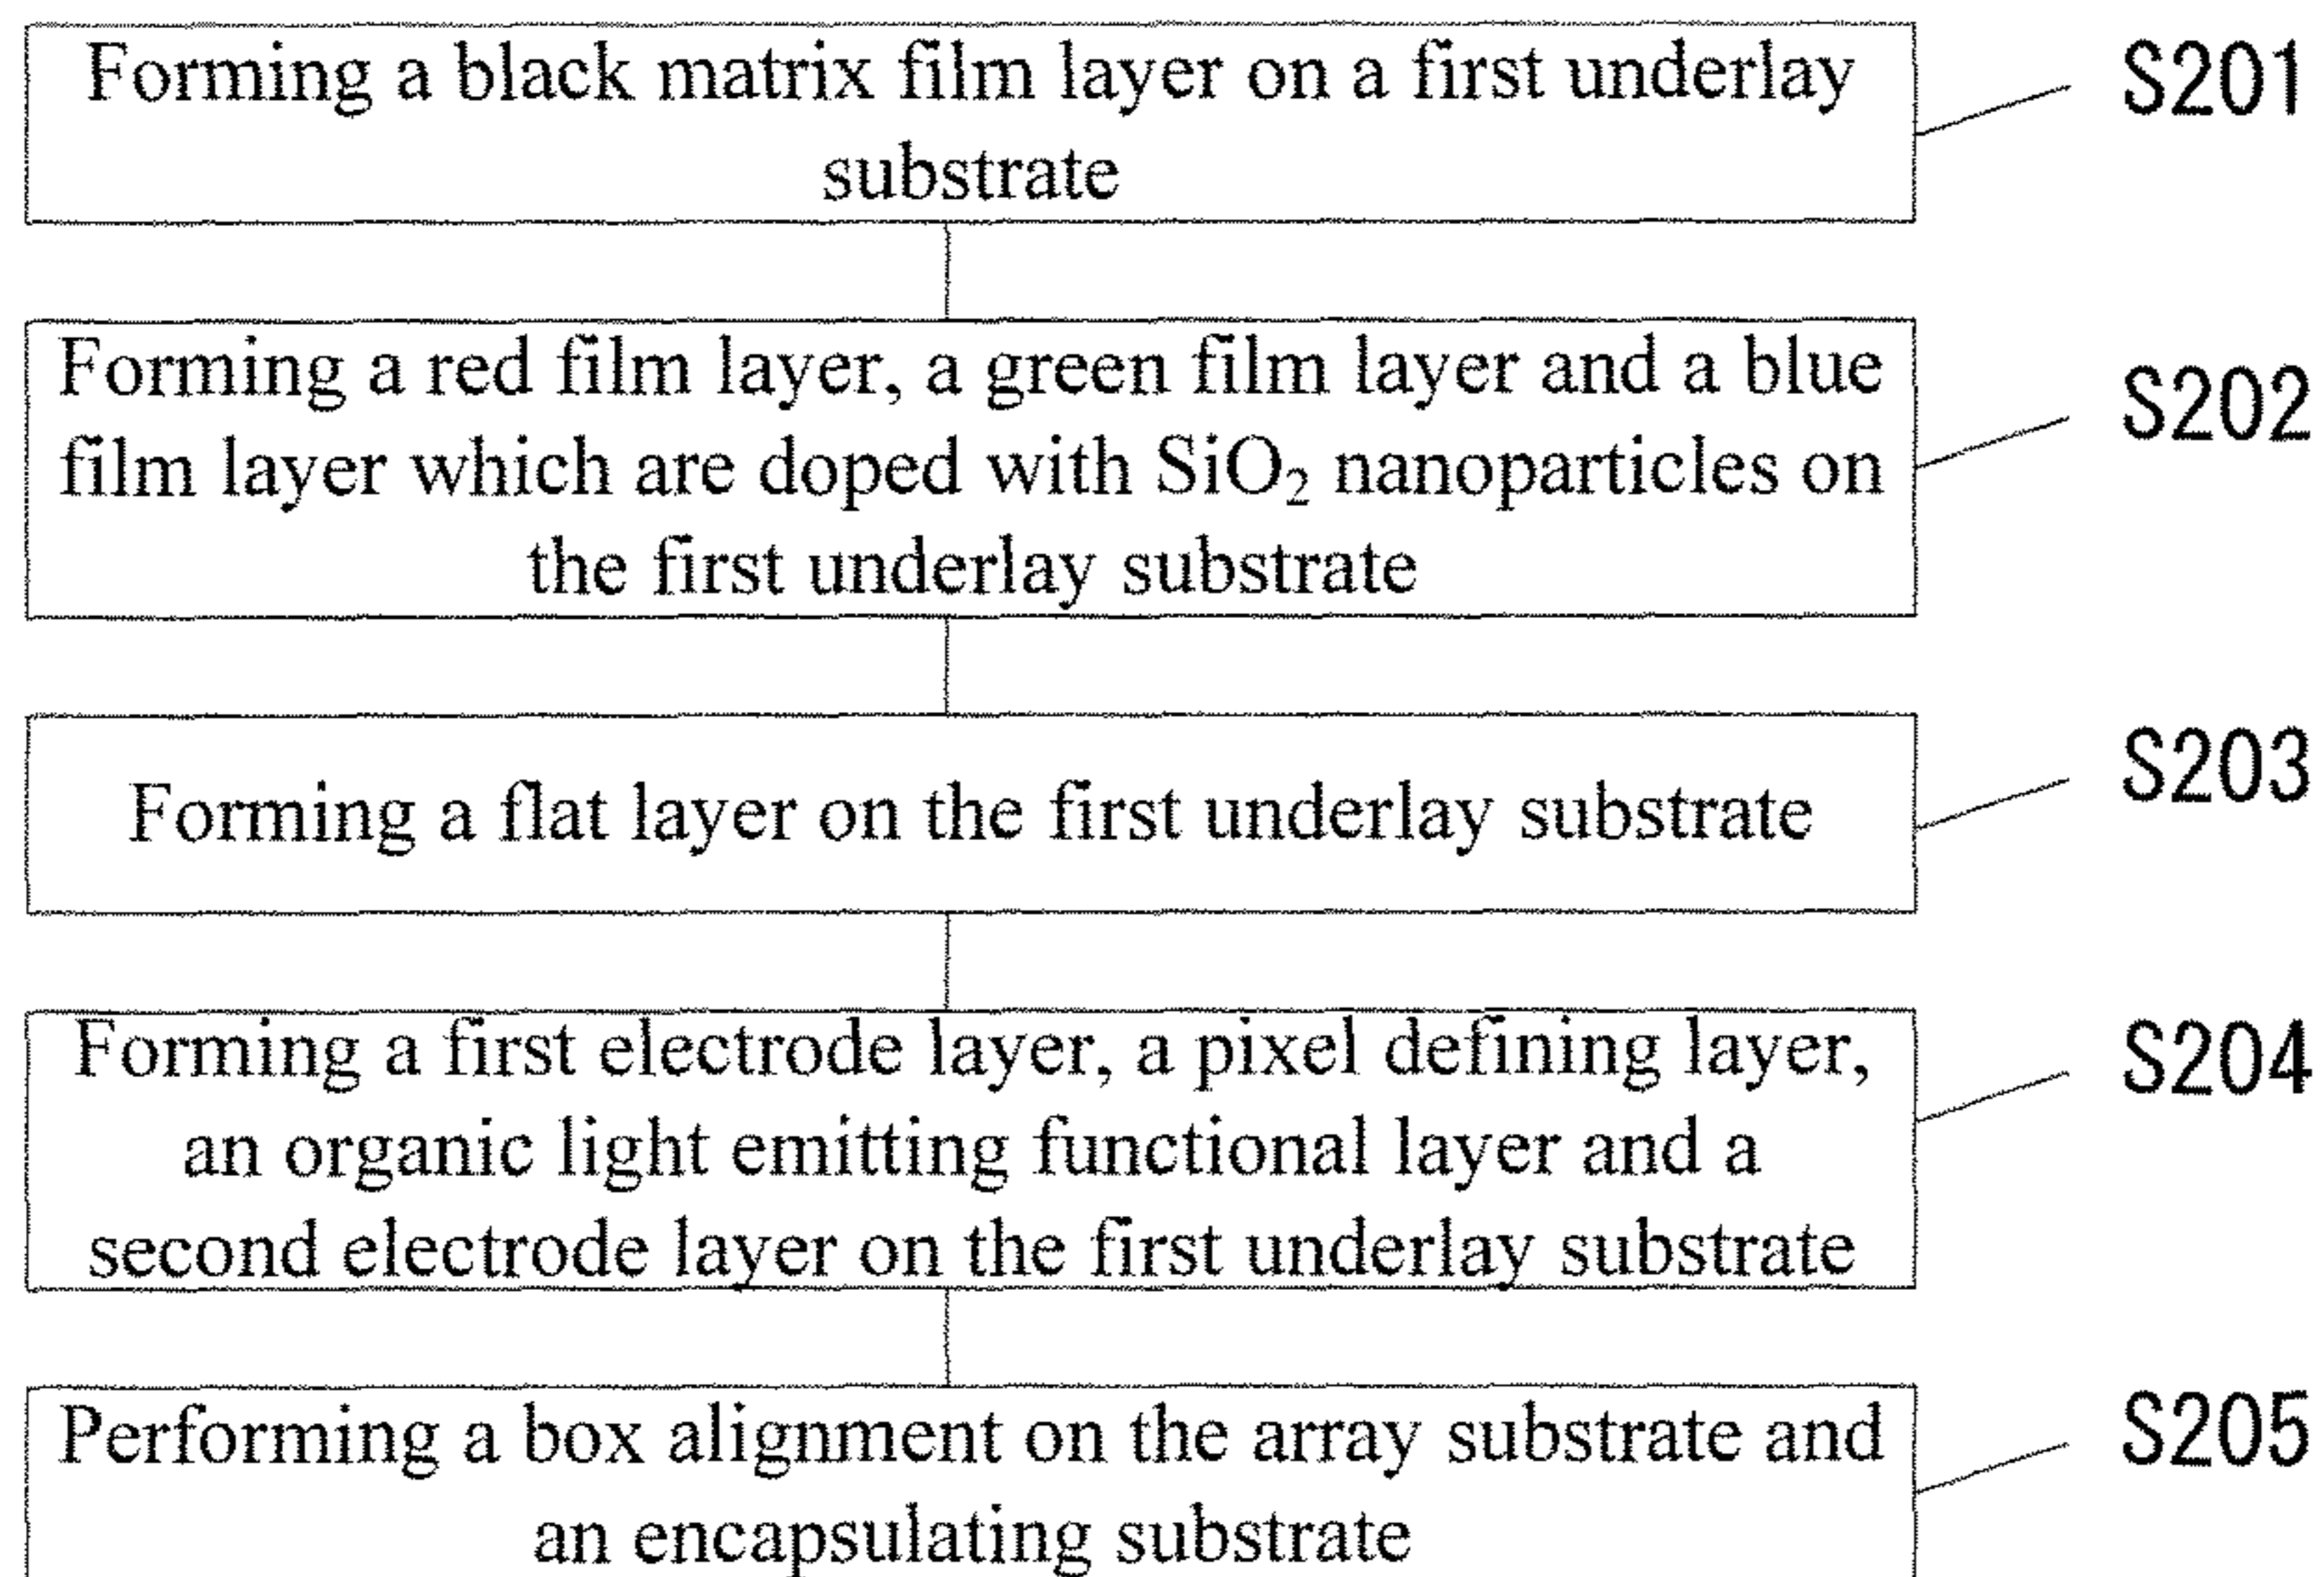 Forming a black matrix film layer on a first underlay
substrate
S201
Forming a red film layer, a green film layer and a blue
film layer which are doped with SiO₂ nanoparticles on
the first underlay substrate
S202
Forming a flat layer on the first underlay substrate
S203
Forming a first electrode layer, a pixel defining layer,
an organic light emitting functional layer and a
second electrode layer on the first underlay substrate
S204
Performing a box alignment on the array substrate and
an encapsulating substrate
S205